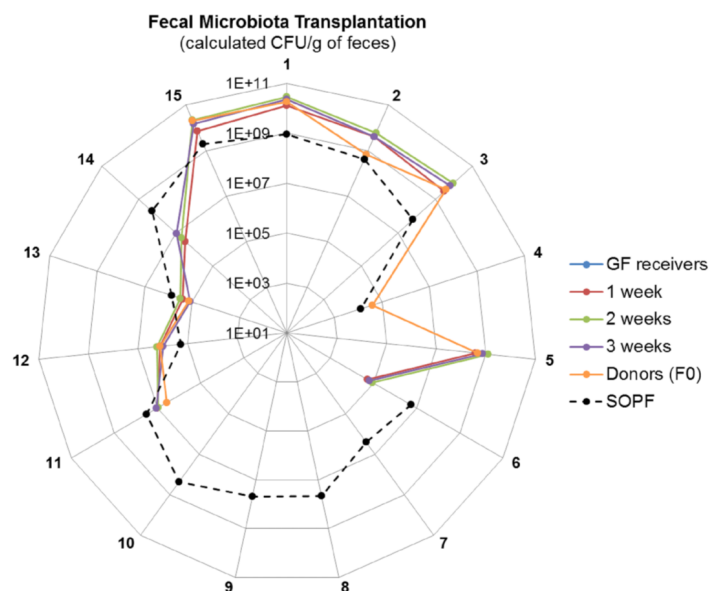 Fecal Microbiota Transplantation
(calculated CFU/g of feces)
1
1E+11
15
2
1E+09
14
3
1E+07
1E+05
13
4
1E+03
1E+01
12
5
11
6
10
7
9
8
GF receivers
1 week
2 weeks
3 weeks
Donors (F0)
SOPF